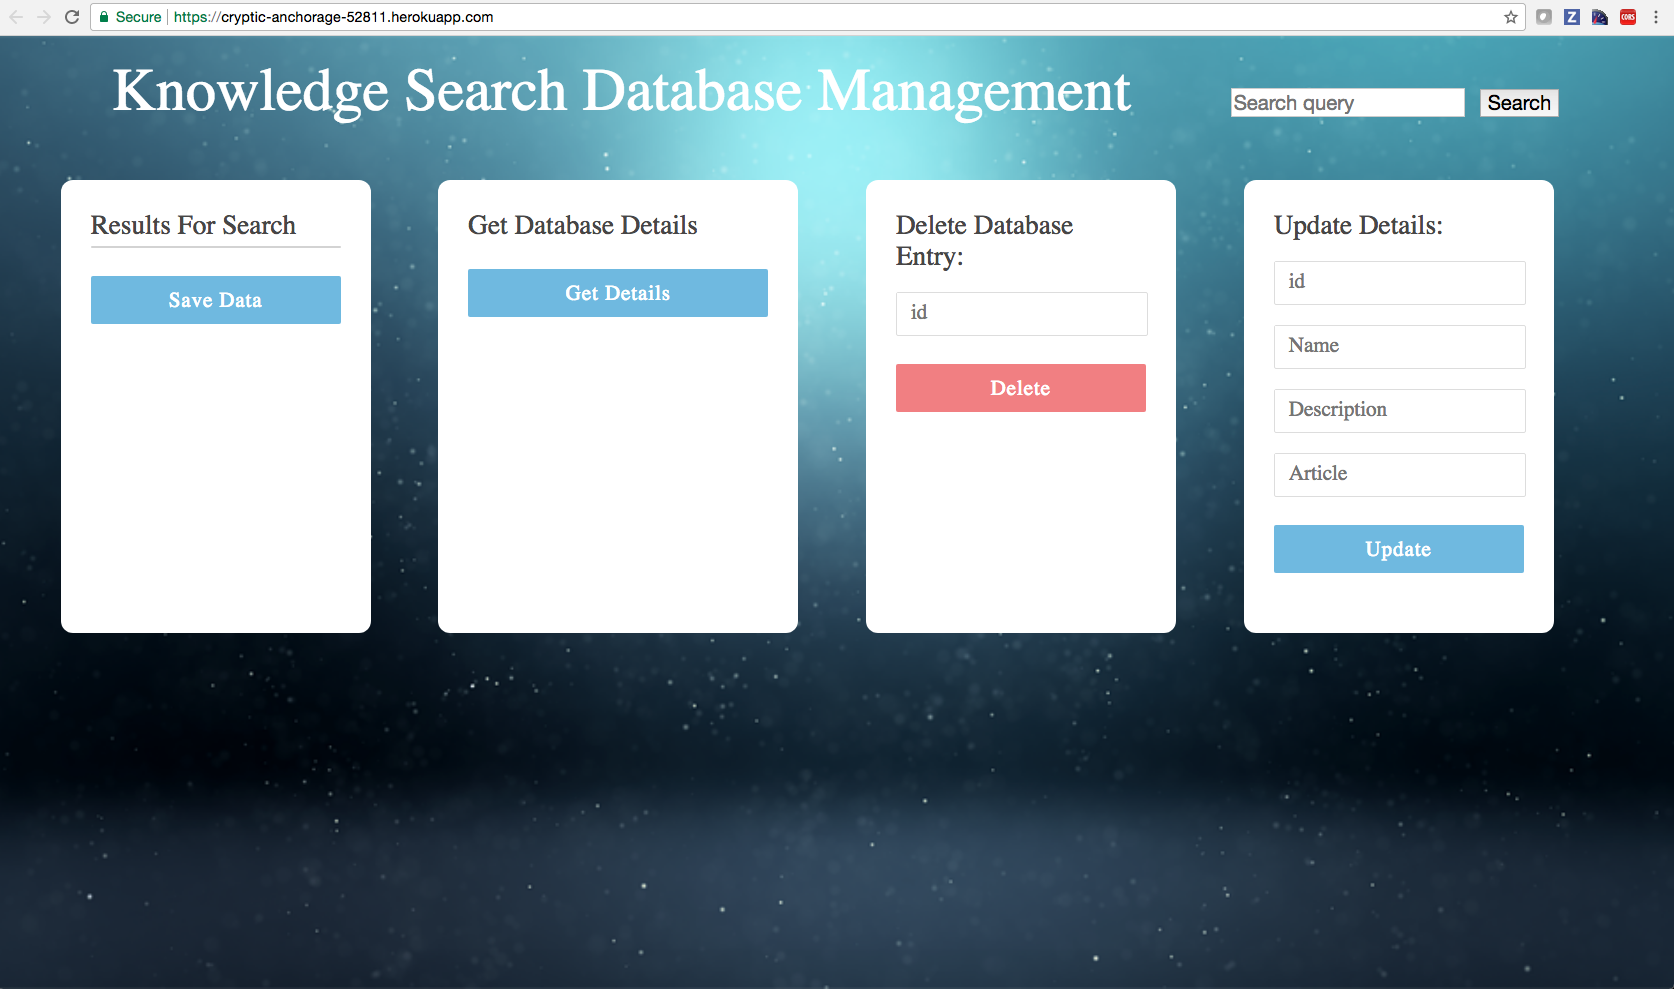 Secure
https://cryptic-anchorage-52811.herokuapp.com
Z
CORS
Knowledge Search Database Management
Search query
Search
Results For Search
Save Data
Get Database Details
Get Details
Delete Database
Entry:
id
Delete
Update Details:
id
Name
Description
Article
Update